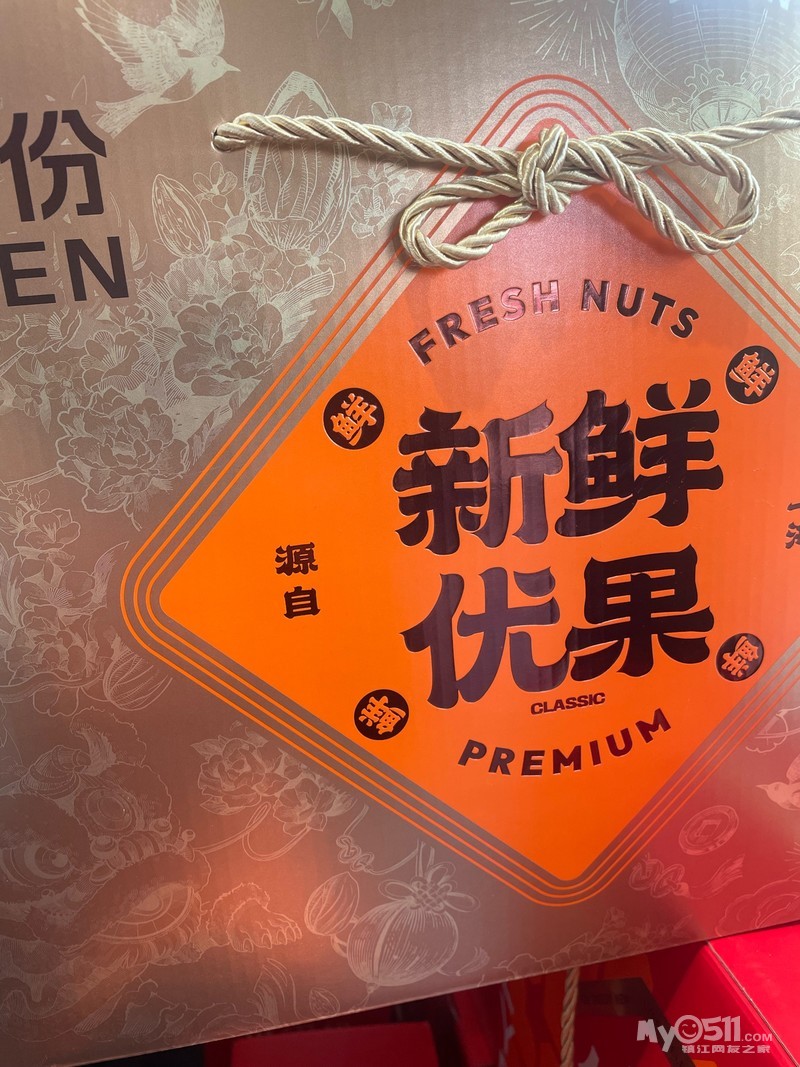 份
EN
FRESH NUTS
鲜
鲜
新鲜
优果
源自
CLASSIC
鲜
鲜
PREMIUM
My0511.COM
镇江网友之家